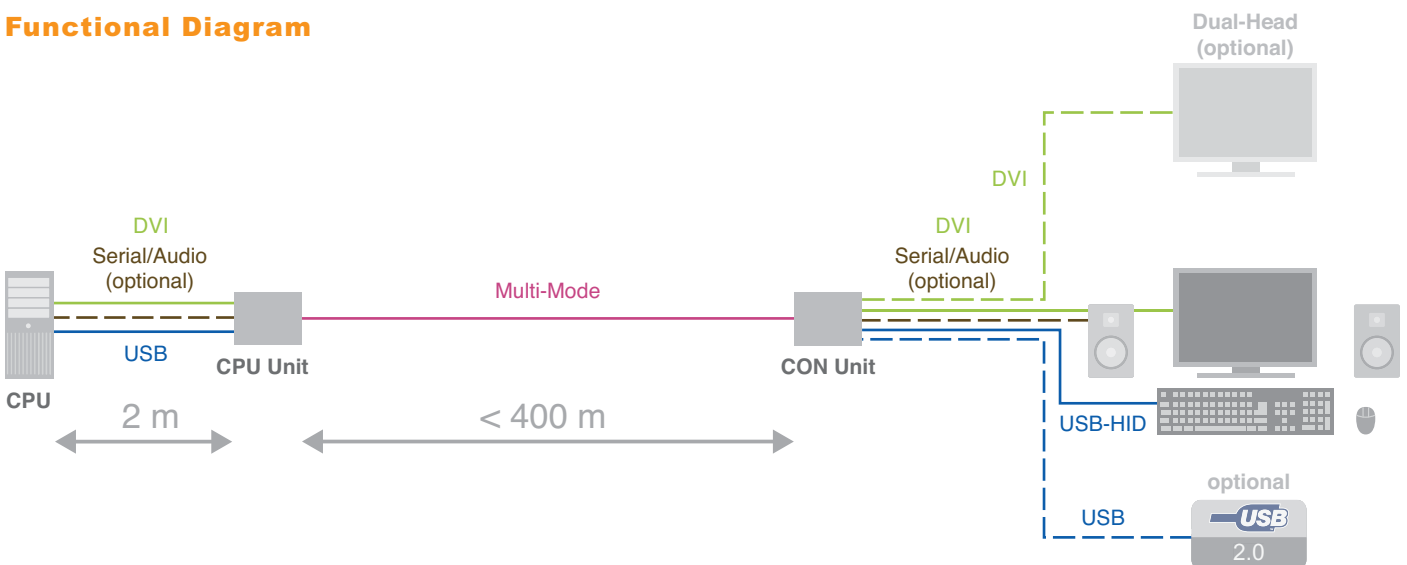 Functional Diagram
Dual-Head
(optional)
DVI
DVI
Serial/Audio
(optional)
USB
CPU
CPU Unit
Multi-Mode
DVI
Serial/Audio
(optional)
CON Unit
2 m
< 400 m
USB-HID
USB
optional
USB
2.0